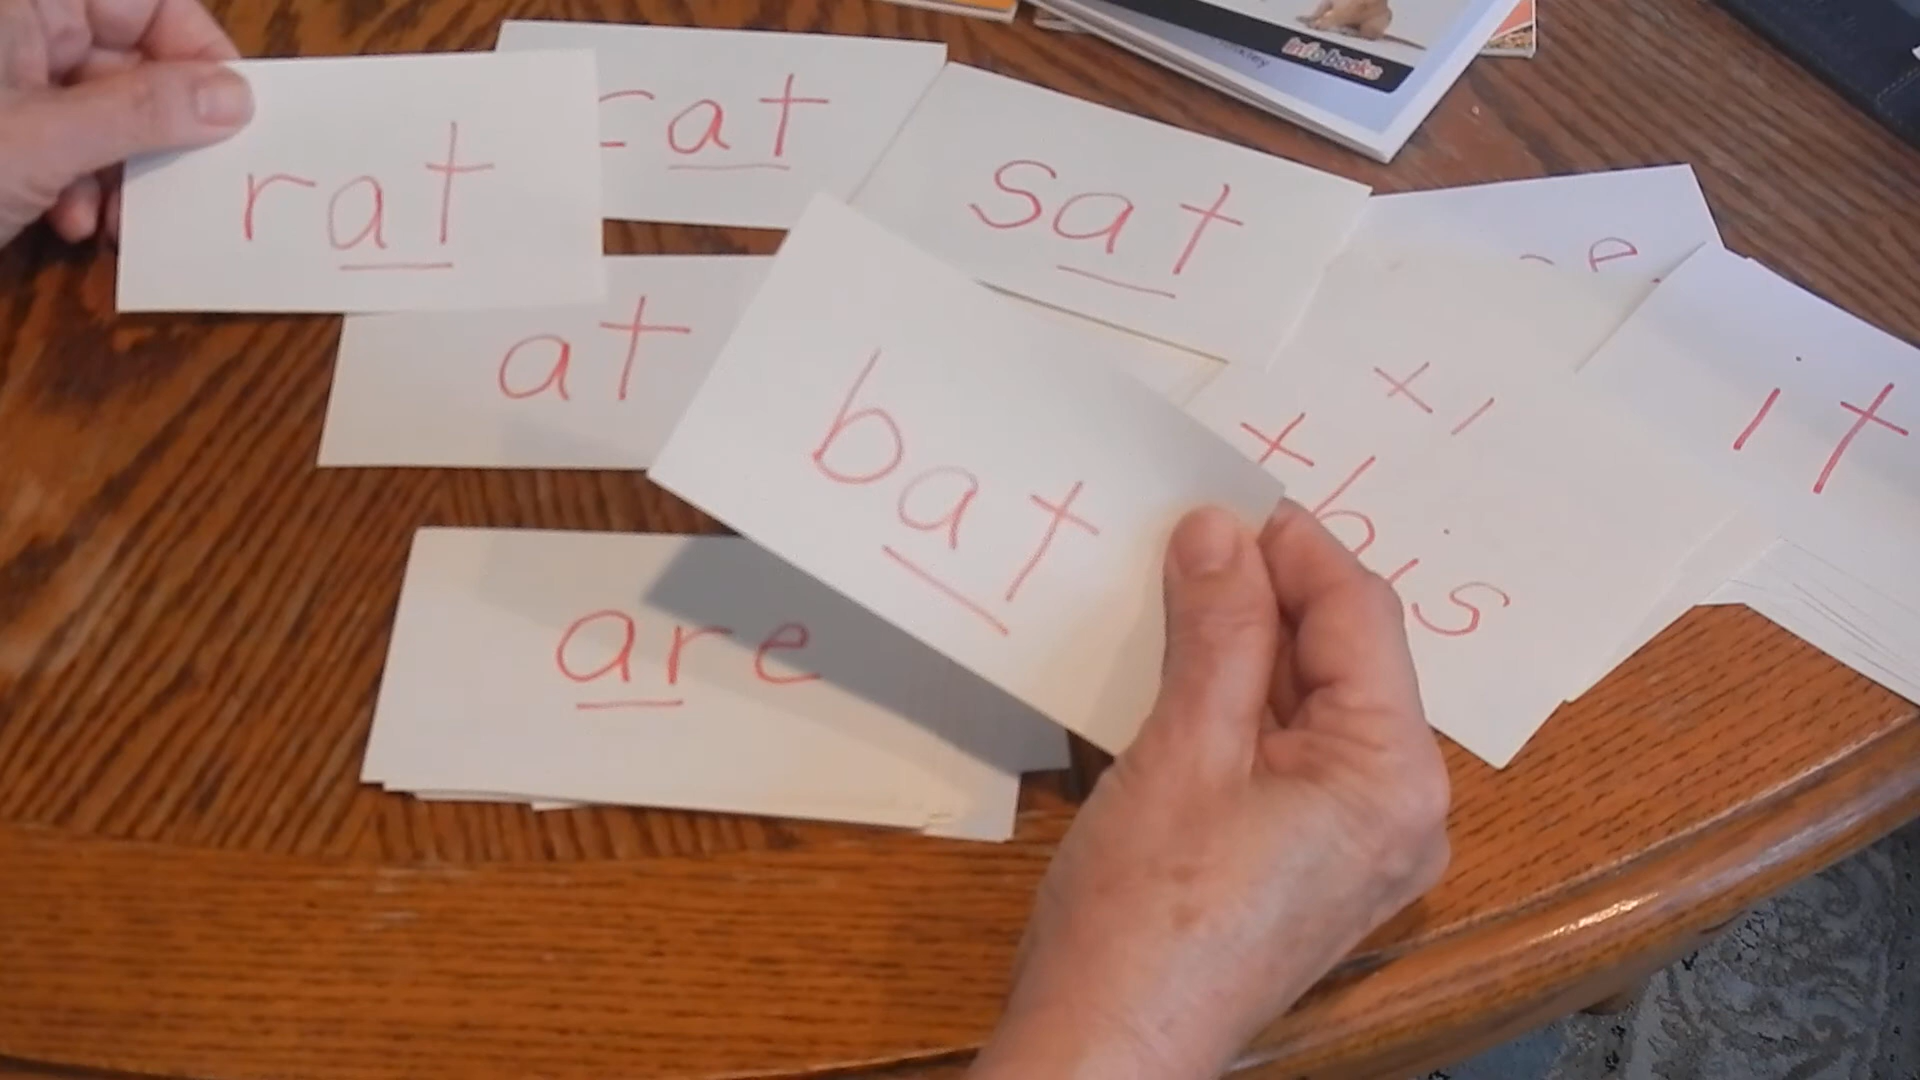 rat
cat
sat
at
bat
it
this
are
info books